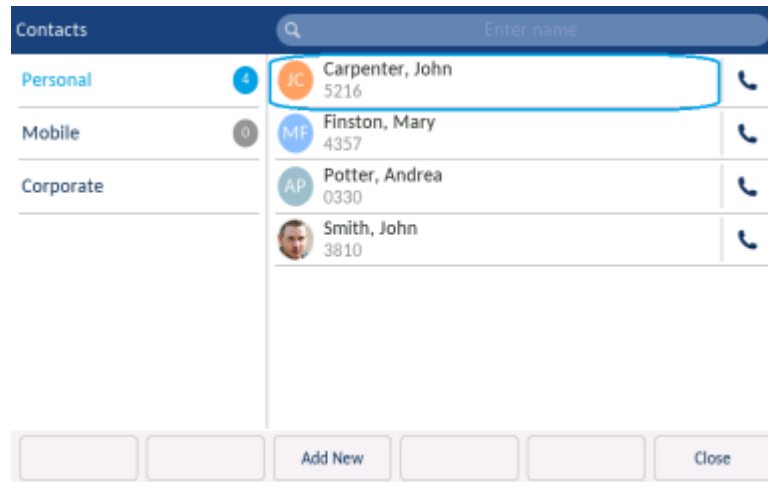 Contacts
Enter name
Personal 4
Mobile 0
Corporate
JC Carpenter, John
5216
MF Finston, Mary
4357
AP Potter, Andrea
0330
Smith, John
3810
Add New
Close